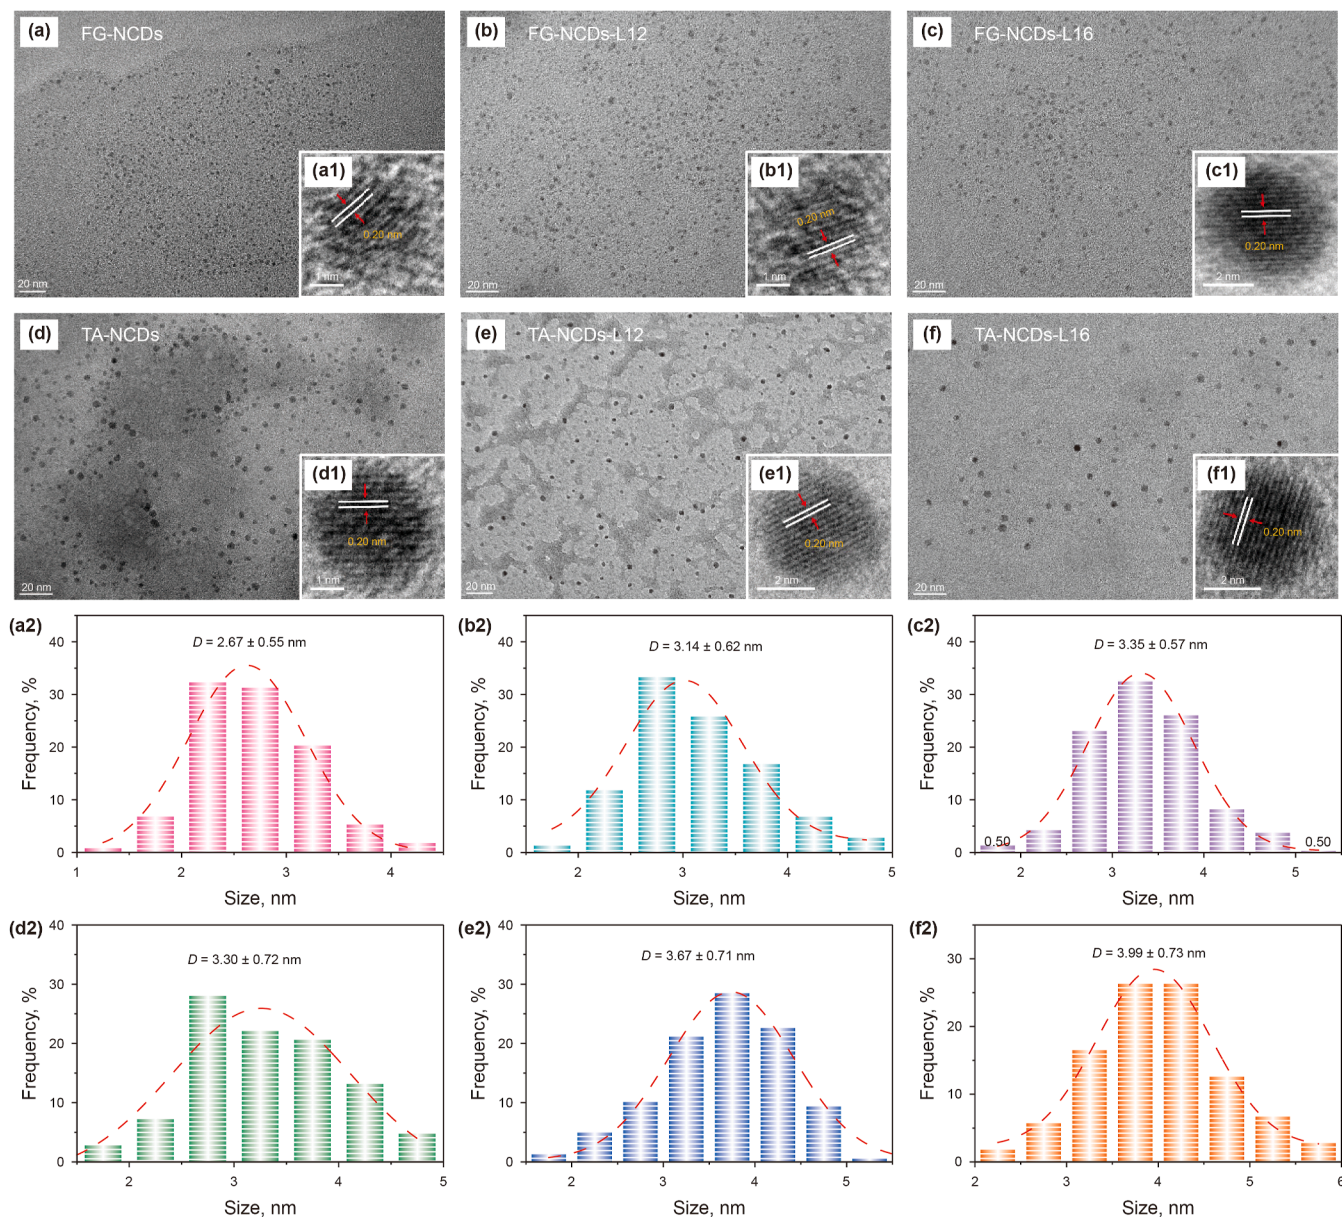 (a) FG-NCDs
(a1)
0.20 nm
1 nm
20 nm
(b) FG-NCDs-L12
(b1)
0.20 nm
1 nm
20 nm
(c) FG-NCDs-L16
(c1)
0.20 nm
2 nm
20 nm
(d) TA-NCDs
(d1)
0.20 nm
1 nm
20 nm
(e) TA-NCDs-L12
(e1)
0.20 nm
2 nm
20 nm
(f) TA-NCDs-L16
(f1)
0.20 nm
2 nm
20 nm
(a2)
D = 2.67 ± 0.55 nm
Frequency, %
40
30
20
10
0
1 2 3 4
Size, nm
(b2)
D = 3.14 ± 0.62 nm
Frequency, %
40
30
20
10
0
2 3 4 5
Size, nm
(c2)
D = 3.35 ± 0.57 nm
Frequency, %
40
30
20
10
0
0.50 0.50
2 3 4 5
Size, nm
(d2)
D = 3.30 ± 0.72 nm
Frequency, %
40
30
20
10
0
2 3 4 5
Size, nm
(e2)
D = 3.67 ± 0.71 nm
Frequency, %
40
30
20
10
0
2 3 4 5
Size, nm
(f2)
D = 3.99 ± 0.73 nm
Frequency, %
30
20
10
0
2 3 4 5 6
Size, nm